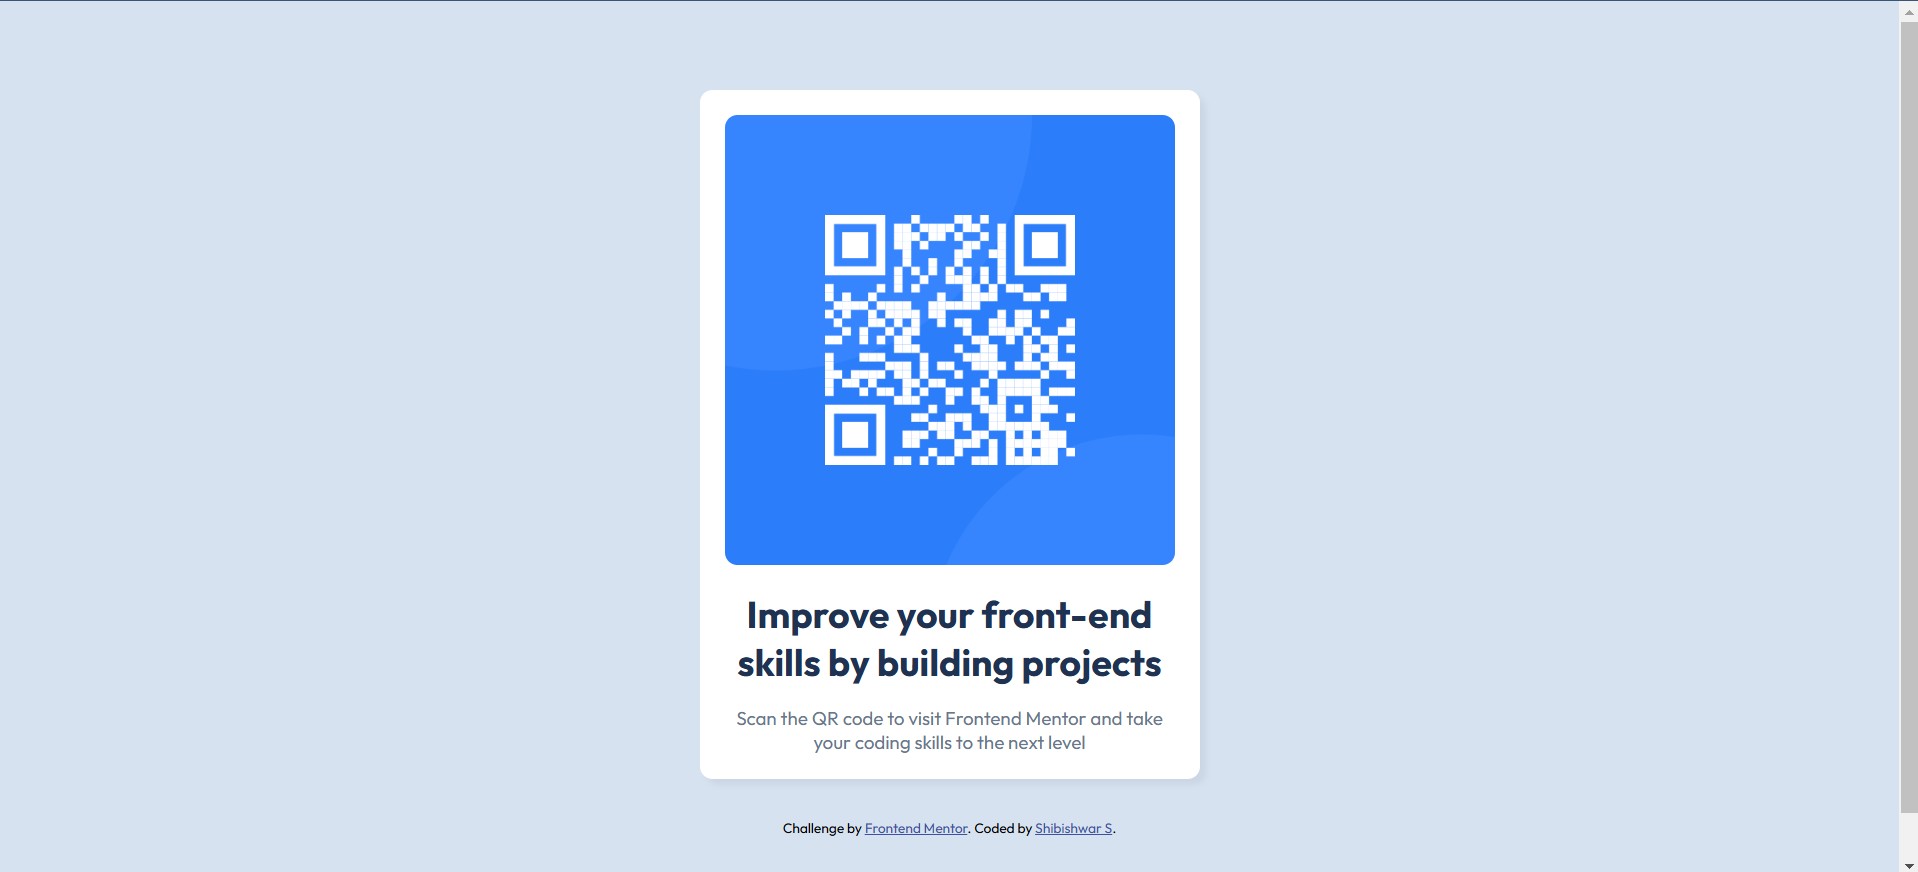 Improve your front-end
skills by building projects
Scan the QR code to visit Frontend Mentor and take
your coding skills to the next level
Challenge by Frontend Mentor. Coded by Shibishwar S.